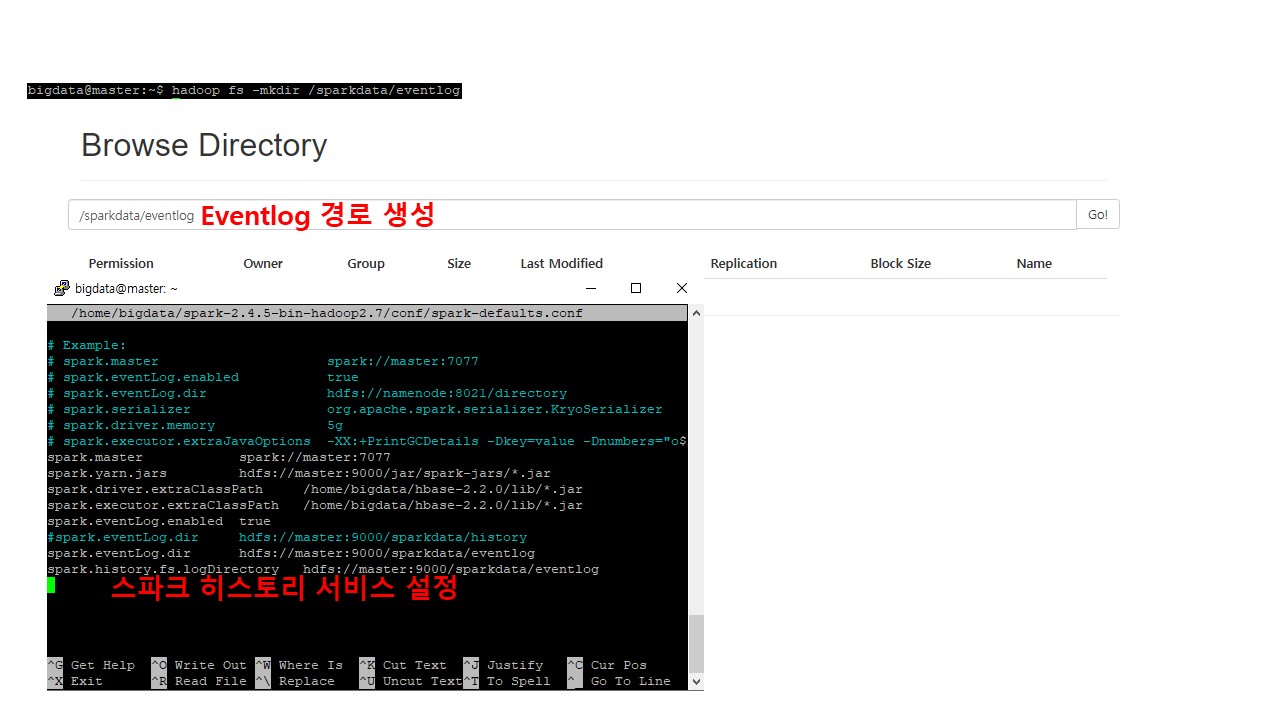 bigdata@master:~$ hadoop fs -mkdir /sparkdata/eventlog
Browse Directory
/sparkdata/eventlog Eventlog 경로 생성 Go!
Permission Owner Group Size Last Modified Replication Block Size Name
bigdata@master: ~
/home/bigdata/spark-2.4.5-bin-hadoop2.7/conf/spark-defaults.conf
# Example:
# spark.master spark://master:7077
# spark.eventLog.enabled true
# spark.eventLog.dir hdfs://namenode:8021/directory
# spark.serializer org.apache.spark.serializer.KryoSerializer
# spark.driver.memory 5g
# spark.executor.extraJavaOptions -XX:+PrintGCDetails -Dkey=value -Dnumbers="o$
spark.master spark://master:7077
spark.yarn.jars hdfs://master:9000/jar/spark-jars/*.jar
spark.driver.extraClassPath /home/bigdata/hbase-2.2.0/lib/*.jar
spark.executor.extraClassPath /home/bigdata/hbase-2.2.0/lib/*.jar
spark.eventLog.enabled true
#spark.eventLog.dir hdfs://master:9000/sparkdata/history
spark.eventLog.dir hdfs://master:9000/sparkdata/eventlog
spark.history.fs.logDirectory hdfs://master:9000/sparkdata/eventlog
스파크 히스토리 서비스 설정
^G Get Help ^O Write Out ^W Where Is ^K Cut Text ^J Justify ^C Cur Pos
^X Exit ^R Read File ^\ Replace ^U Uncut Text ^T To Spell ^_ Go To Line